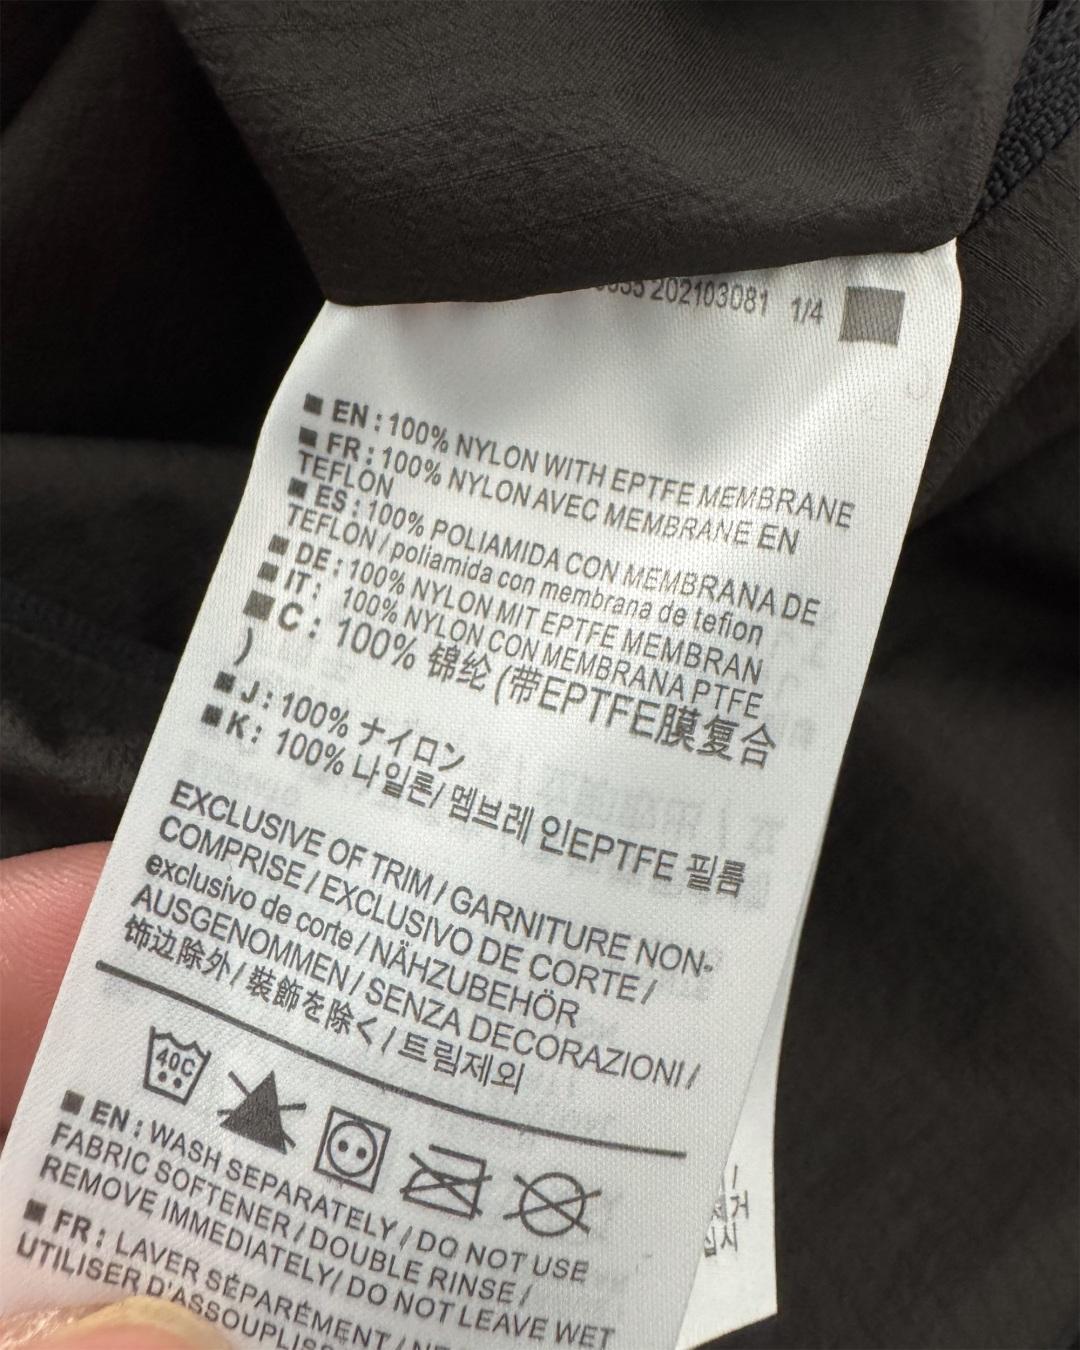 202103081 1/4
EN : 100% NYLON WITH EPTFE MEMBRANE
FR : 100% NYLON AVEC MEMBRANE EN
TEFLON
ES : 100% POLIAMIDA CON MEMBRANA DE
TEFLON / poliamida con membrana de teflon
DE : 100% NYLON MIT EPTFE MEMBRAN
IT : 100% NYLON CON MEMBRANA PTFE
C : 100% 锦纶 (带EPTFE膜复合
)
J : 100% ナイロン
K : 100% 나일론/ 멤브레 인EPTFE 필름
EXCLUSIVE OF TRIM / GARNITURE NON-
COMPRISE / EXCLUSIVO DE CORTE /
exclusivo de corte / NÄHZUBEHÖR
AUSGENOMMEN / SENZA DECORAZIONI /
饰边除外/ 装飾を除く / 트림제외
40C
EN : WASH SEPARATELY / DO NOT USE
FABRIC SOFTENER / DOUBLE RINSE /
REMOVE IMMEDIATELY/ DO NOT LEAVE WET
FR : LAVER SÉPARÉMENT / NE
UTILISER D'ASSOUPLISS